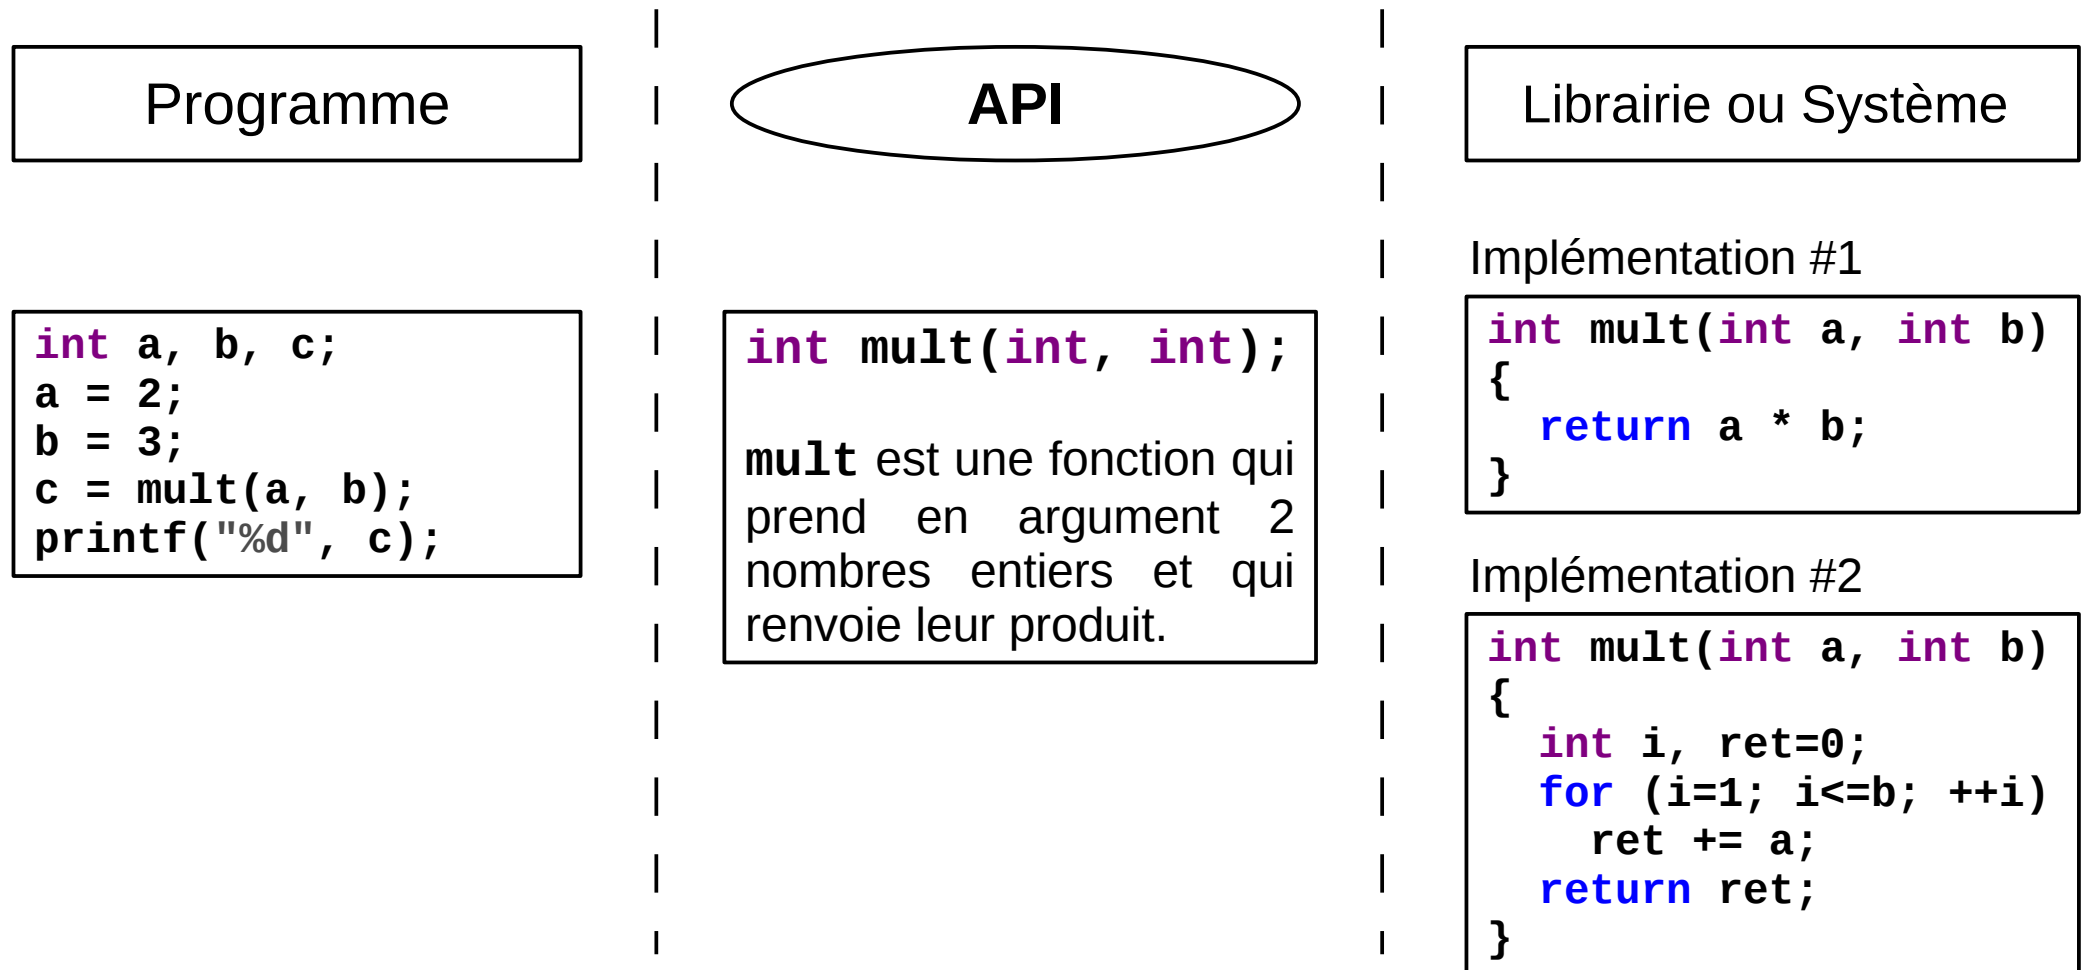 Programme
int a, b, c;
a = 2;
b = 3;
c = mult(a, b);
printf("%d", c);
API
int mult(int, int);
mult est une fonction qui
prend en argument 2
nombres entiers et qui
renvoie leur produit.
Librairie ou Système
Implémentation #1
int mult(int a, int b)
{
  return a * b;
}
Implémentation #2
int mult(int a, int b)
{
  int i, ret=0;
  for (i=1; i<=b; ++i)
    ret += a;
  return ret;
}